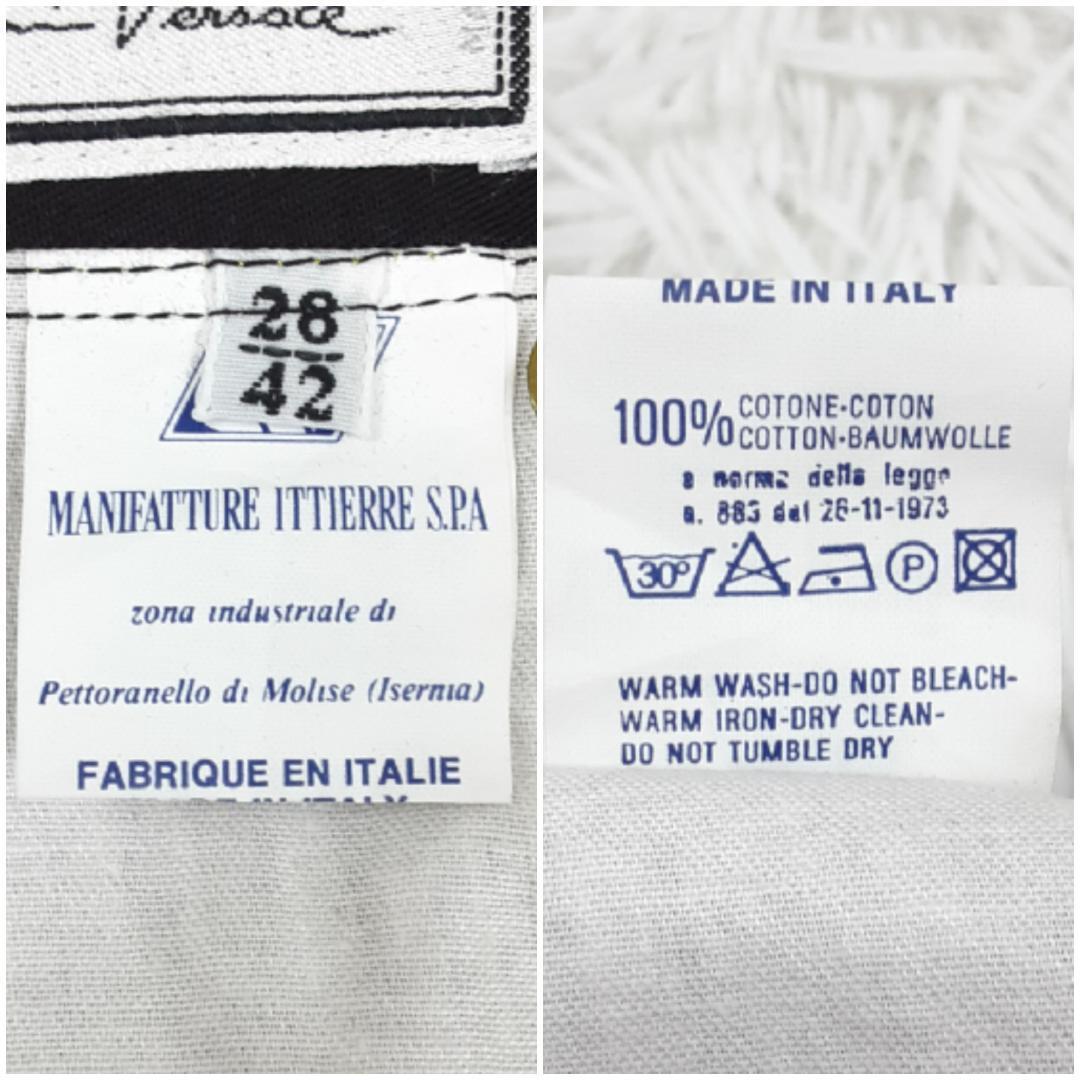 Versace
28
42
MANIFATTURE ITTIERRE S.P.A
zona industriale di
Pettoranello di Molise (Isernia)
FABRIQUE EN ITALIE
MADE IN ITALY
100% COTONE·COTON
COTTON·BAUMWOLLE
a norma della legge
n. 883 del 26-11-1973
30°
P
WARM WASH-DO NOT BLEACH-
WARM IRON-DRY CLEAN-
DO NOT TUMBLE DRY